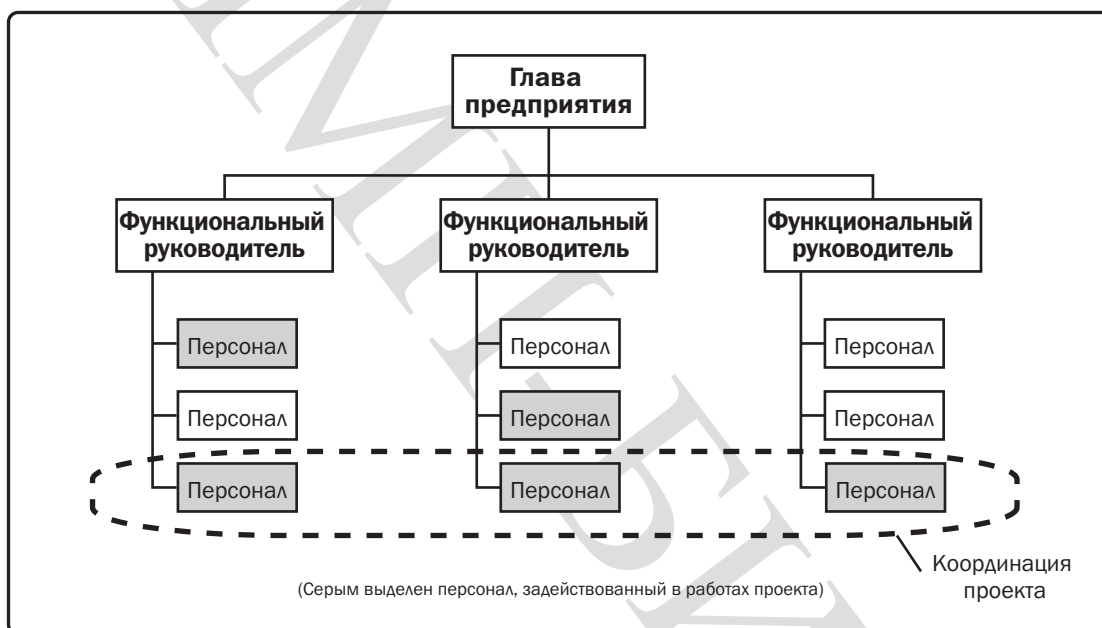 Глава
предприятия
Функциональный
руководитель
Функциональный
руководитель
Функциональный
руководитель
Персонал
Персонал
Персонал
Персонал
Персонал
Персонал
Персонал
Персонал
Персонал
Координация
проекта
(Серым выделен персонал, задействованный в работах проекта)